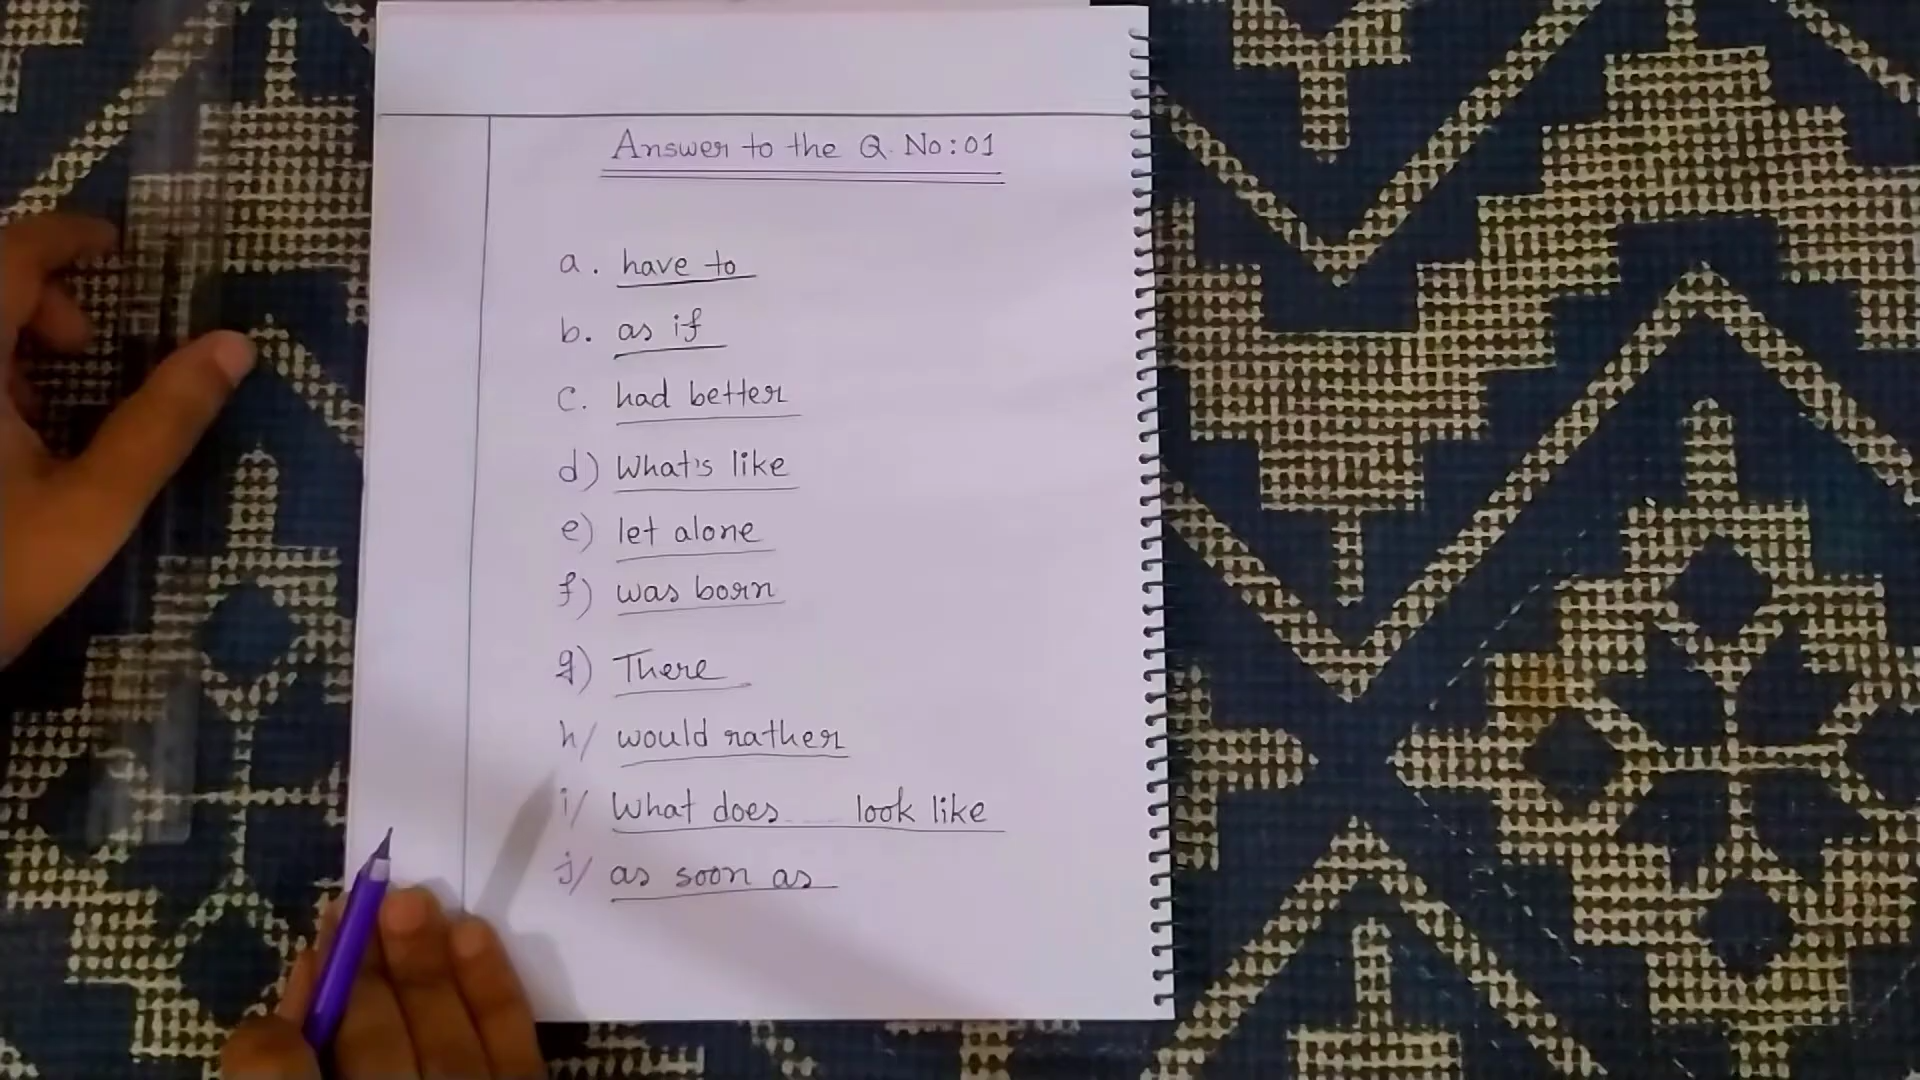 Answer to the Q. No:01
a. have to
b. as if
c. had better
d) What's like
e) let alone
f) was born
g) There
h/ would rather
i/ What does ..... look like
j/ as soon as